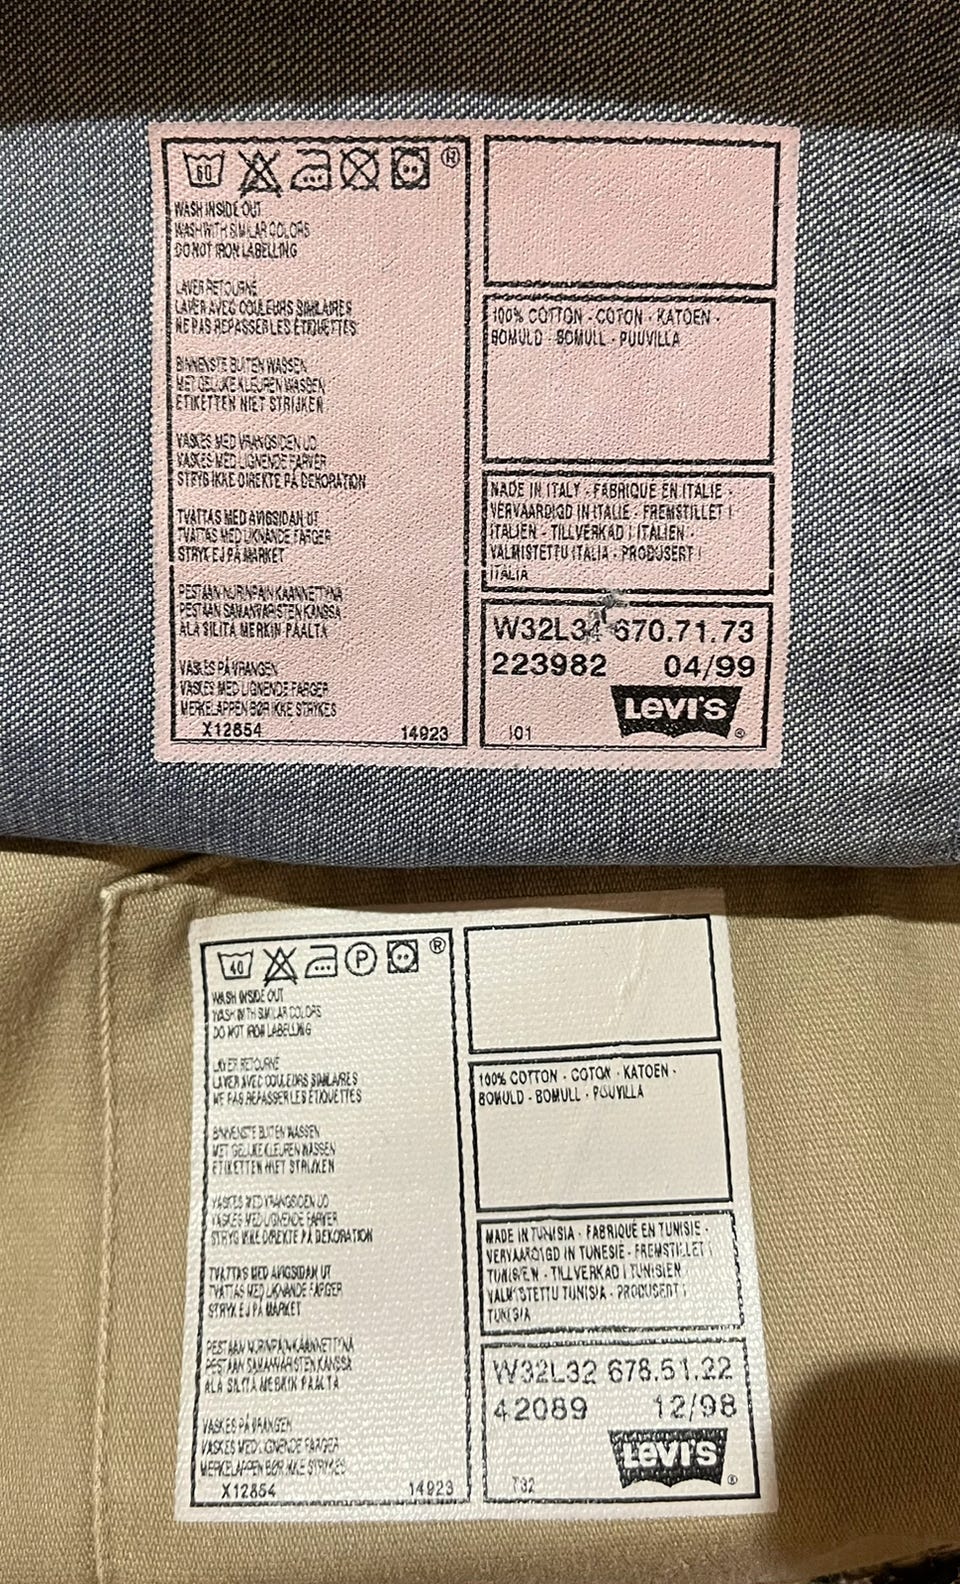 60
®
WASH INSIDE OUT
WASH WITH SIMILAR COLORS
DO NOT IRON LABELLING
LAVER RETOURNE
LAVER AVEC COULEURS SIMILAIRES
NE PAS REPASSER LES ÉTIQUETTES
BINNENSTE BUITEN WASSEN
MET GELIJKE KLEUREN WASSEN
ETIKETTEN NIET STRIJKEN
VASKES MED VRANGSIDEN UD
VASKES MED LIGNENDE FARVER
STRYG IKKE DIREKTE PÅ DEKORATION
TVÄTTAS MED AVIGSIDAN UT
TVÄTTAS MED LIKNANDE FÄRGER
STRYK EJ PÅ MÄRKET
PESTÄÄN NURINPÄIN KÄÄNNETTYNÄ
PESTÄÄN SAMANVÄRISTEN KANSSA
ÄLÄ SILITÄ MERKIN PÄÄLTÄ
VASKES PÅ VRANGEN
VASKES MED LIGNENDE FARGER
MERKELAPPEN BØR IKKE STRYKES
X12854 14923
100% COTTON - COTON - KATOEN -
BOMULD - BOMULL - PUUVILLA
MADE IN ITALY - FABRIQUE EN ITALIE -
VERVAARDIGD IN ITALIE - FREMSTILLET I
ITALIEN - TILLVERKAD I ITALIEN -
VALMISTETTU ITALIA - PRODUSERT I
ITALIA
W32L34 670.71.73
223982 04/99
LEVI'S ®
I01
40
P
®
WASH INSIDE OUT
WASH WITH SIMILAR COLORS
DO NOT IRON LABELLING
LAVER RETOURNE
LAVER AVEC COULEURS SIMILAIRES
NE PAS REPASSER LES ÉTIQUETTES
BINNENSTE BUITEN WASSEN
MET GELIJKE KLEUREN WASSEN
ETIKETTEN NIET STRIJKEN
VASKES MED VRANGSIDEN UD
VASKES MED LIGNENDE FARVER
STRYG IKKE DIREKTE PÅ DEKORATION
TVÄTTAS MED AVIGSIDAN UT
TVÄTTAS MED LIKNANDE FÄRGER
STRYK EJ PÅ MÄRKET
PESTÄÄN NURINPÄIN KÄÄNNETTYNÄ
PESTÄÄN SAMANVÄRISTEN KANSSA
ÄLÄ SILITÄ MERKIN PÄÄLTÄ
VASKES PÅ VRANGEN
VASKES MED LIGNENDE FARGER
MERKELAPPEN BØR IKKE STRYKES
X12854 14923
100% COTTON - COTON - KATOEN -
BOMULD - BOMULL - PUUVILLA
MADE IN TUNISIA - FABRIQUE EN TUNISIE -
VERVAARDIGD IN TUNESIE - FREMSTILLET I
TUNISIEN - TILLVERKAD I TUNISIEN
VALMISTETTU TUNISIA - PRODUSERT I
TUNISIA
W32L32 678.51.22
42089 12/98
LEVI'S ®
T32